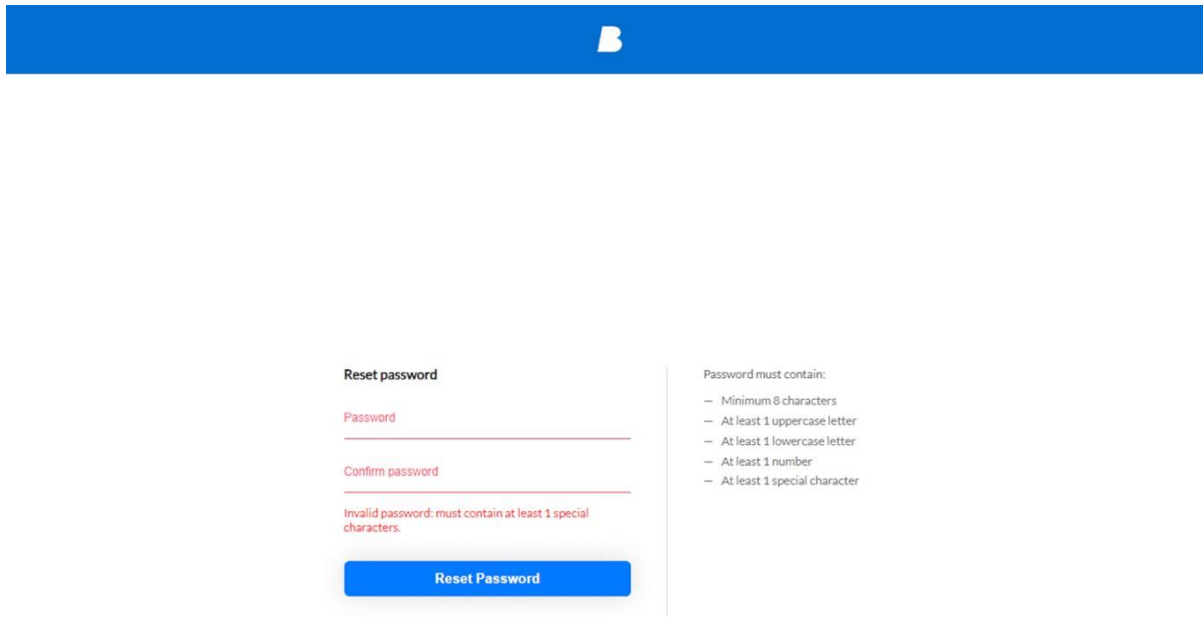 B
Reset password
Password
Confirm password
Invalid password: must contain at least 1 special
characters.
Reset Password
Password must contain:
— Minimum 8 characters
— At least 1 uppercase letter
— At least 1 lowercase letter
— At least 1 number
— At least 1 special character